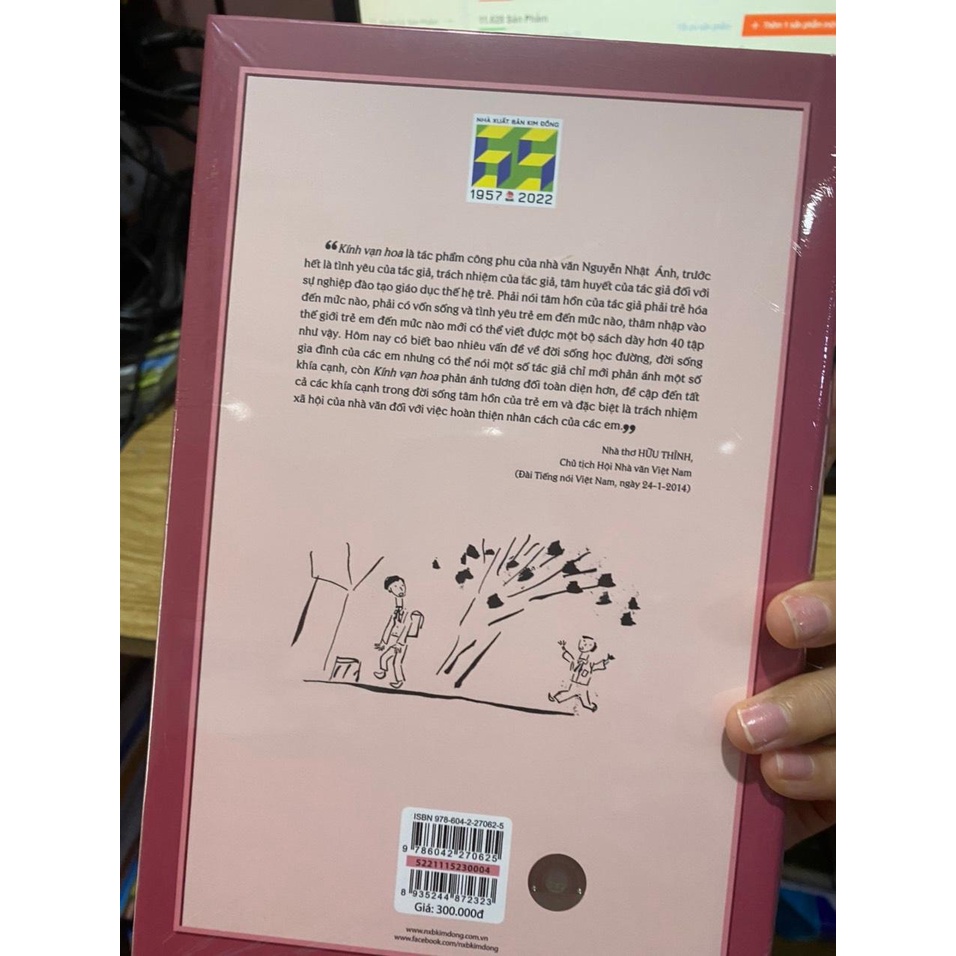 11.628 Sản Phẩm
+ Thêm 1 sản phẩm mới
NHÀ XUẤT BẢN KIM ĐỒNG
65
1957 2022
“Kính vạn hoa là tác phẩm công phu của nhà văn Nguyễn Nhật Ánh, trước
hết là tình yêu của tác giả, trách nhiệm của tác giả, tâm huyết của tác giả đối với
sự nghiệp đào tạo giáo dục thế hệ trẻ. Phải nói tâm hồn của tác giả phải trẻ hóa
đến mức nào, phải có vốn sống và tình yêu trẻ em đến mức nào, thâm nhập vào
thế giới trẻ em đến mức nào mới có thể viết được một bộ sách dày hơn 40 tập
như vậy. Hôm nay có biết bao nhiêu vấn đề về đời sống học đường, đời sống
gia đình của các em nhưng có thể nói một số tác giả chỉ mới phản ánh một số
khía cạnh, còn Kính vạn hoa phản ánh tương đối toàn diện hơn, đề cập đến tất
cả các khía cạnh trong đời sống tâm hồn của trẻ em và đặc biệt là trách nhiệm
xã hội của nhà văn đối với việc hoàn thiện nhân cách của các em.”
Nhà thơ HỮU THỈNH,
Chủ tịch Hội Nhà văn Việt Nam
(Đài Tiếng nói Việt Nam, ngày 24-1-2014)
ISBN 978-604-2-27062-5
9 786042 270625
5221115230004
8 935244 872323
Giá: 300.000đ
www.nxbkimdong.com.vn
www.facebook.com/nxbkimdong